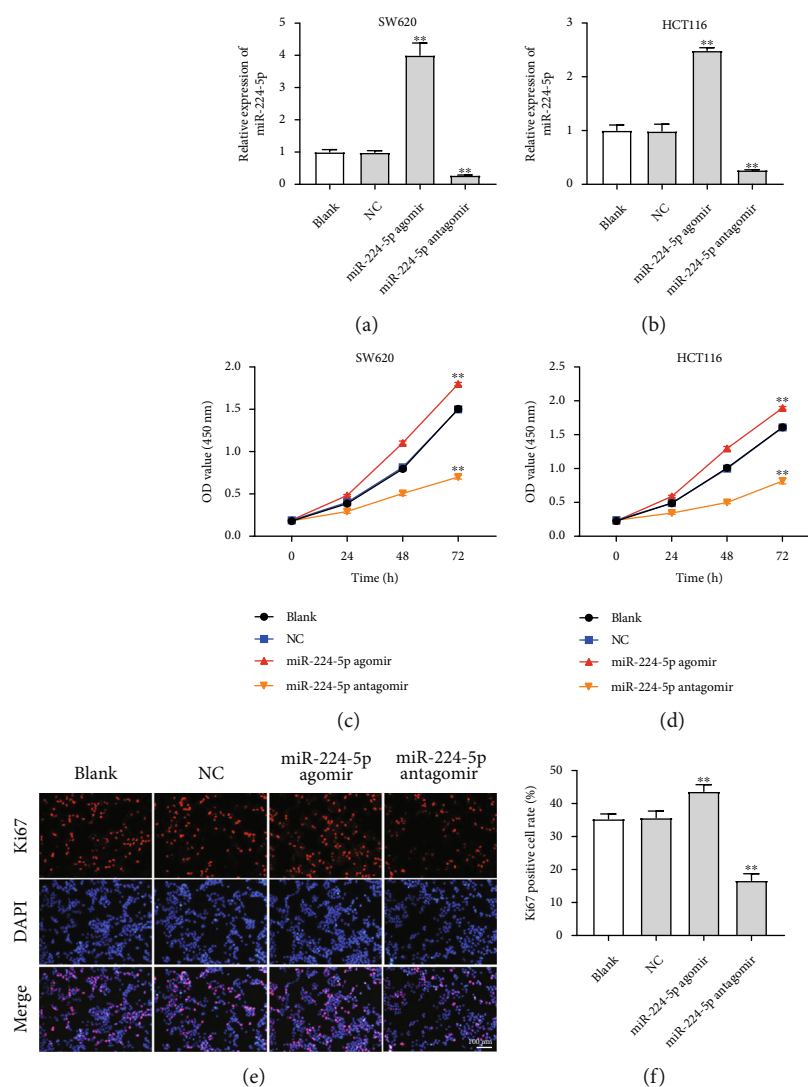 SW620
Relative expression of
miR-224-5p
5
4
3
2
1
0
**
**
Blank
NC
miR-224-5p agomir
miR-224-5p antagomir
(a)
HCT116
Relative expression of
miR-224-5p
3
2
1
0
**
**
Blank
NC
miR-224-5p agomir
miR-224-5p antagomir
(b)
SW620
OD value (450 nm)
2.0
1.5
1.0
0.5
0.0
**
**
0 24 48 72
Time (h)
Blank
NC
miR-224-5p agomir
miR-224-5p antagomir
(c)
HCT116
OD value (450 nm)
2.5
2.0
1.5
1.0
0.5
0.0
**
**
0 24 48 72
Time (h)
Blank
NC
miR-224-5p agomir
miR-224-5p antagomir
(d)
Blank NC miR-224-5p agomir miR-224-5p antagomir
Ki67
DAPI
Merge
100 μm
(e)
Ki67 positive cell rate (%)
50
40
30
20
10
0
**
**
Blank
NC
miR-224-5p agomir
miR-224-5p antagomir
(f)